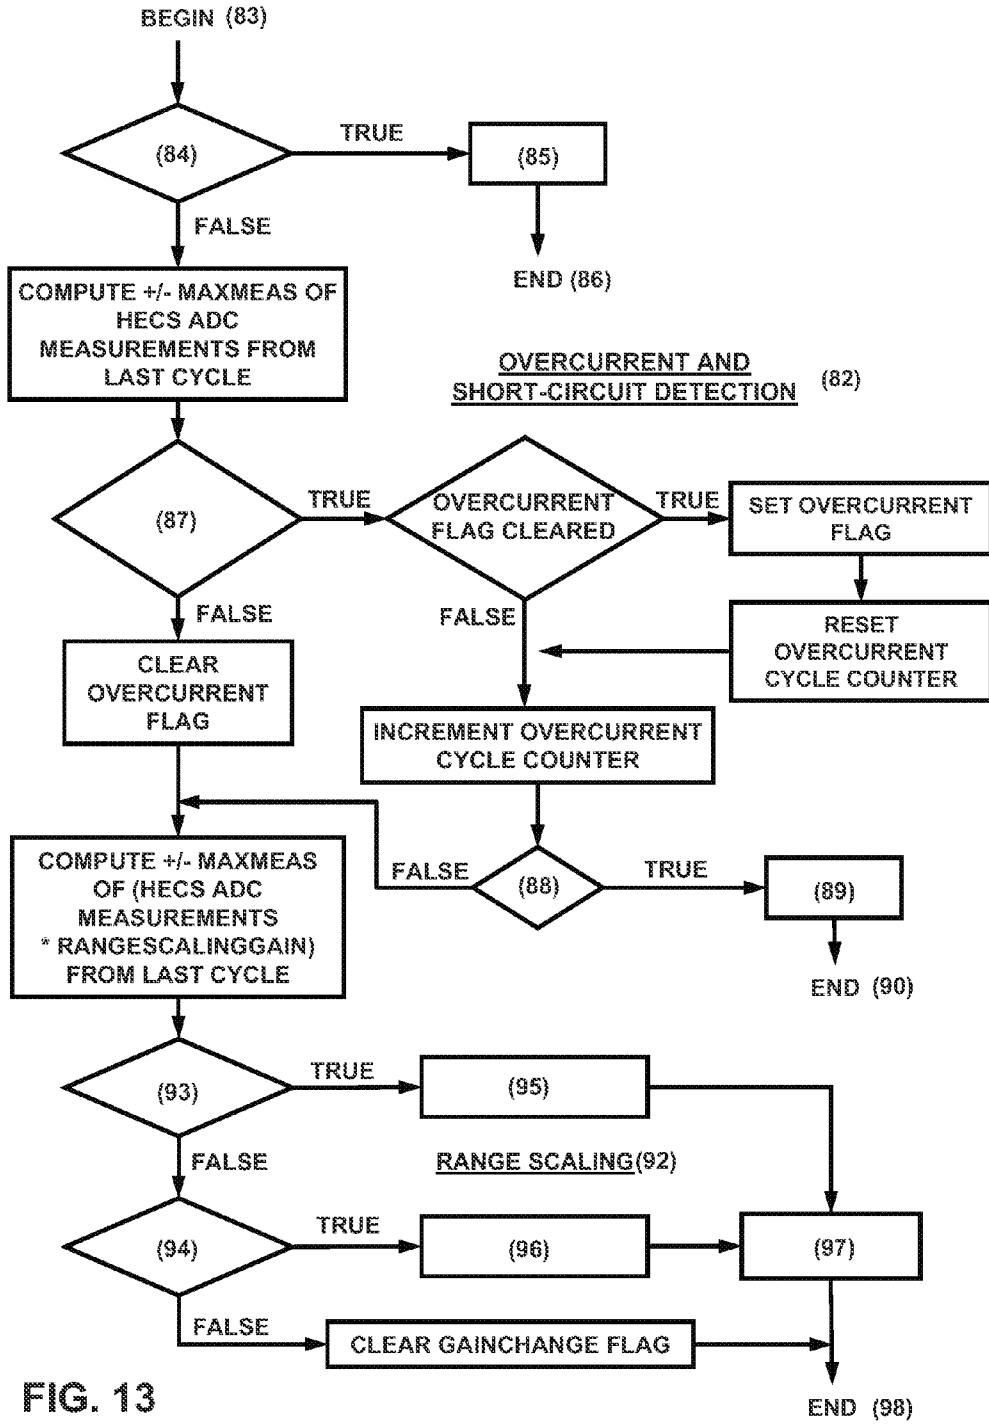 BEGIN (83)
(84)
TRUE
(85)
FALSE
END (86)
COMPUTE +/- MAXMEAS OF
HECS ADC
MEASUREMENTS FROM
LAST CYCLE
OVERCURRENT AND
SHORT-CIRCUIT DETECTION
(82)
(87)
TRUE
OVERCURRENT
FLAG CLEARED
TRUE
SET OVERCURRENT
FLAG
FALSE
FALSE
RESET
OVERCURRENT
CYCLE COUNTER
CLEAR
OVERCURRENT
FLAG
INCREMENT OVERCURRENT
CYCLE COUNTER
COMPUTE +/- MAXMEAS
OF (HECS ADC
MEASUREMENTS
* RANGESCALINGGAIN)
FROM LAST CYCLE
FALSE
(88)
TRUE
(89)
END (90)
(93)
TRUE
(95)
FALSE
RANGE SCALING (92)
(94)
TRUE
(96)
(97)
FALSE
CLEAR GAINCHANGE FLAG
FIG. 13
END (98)